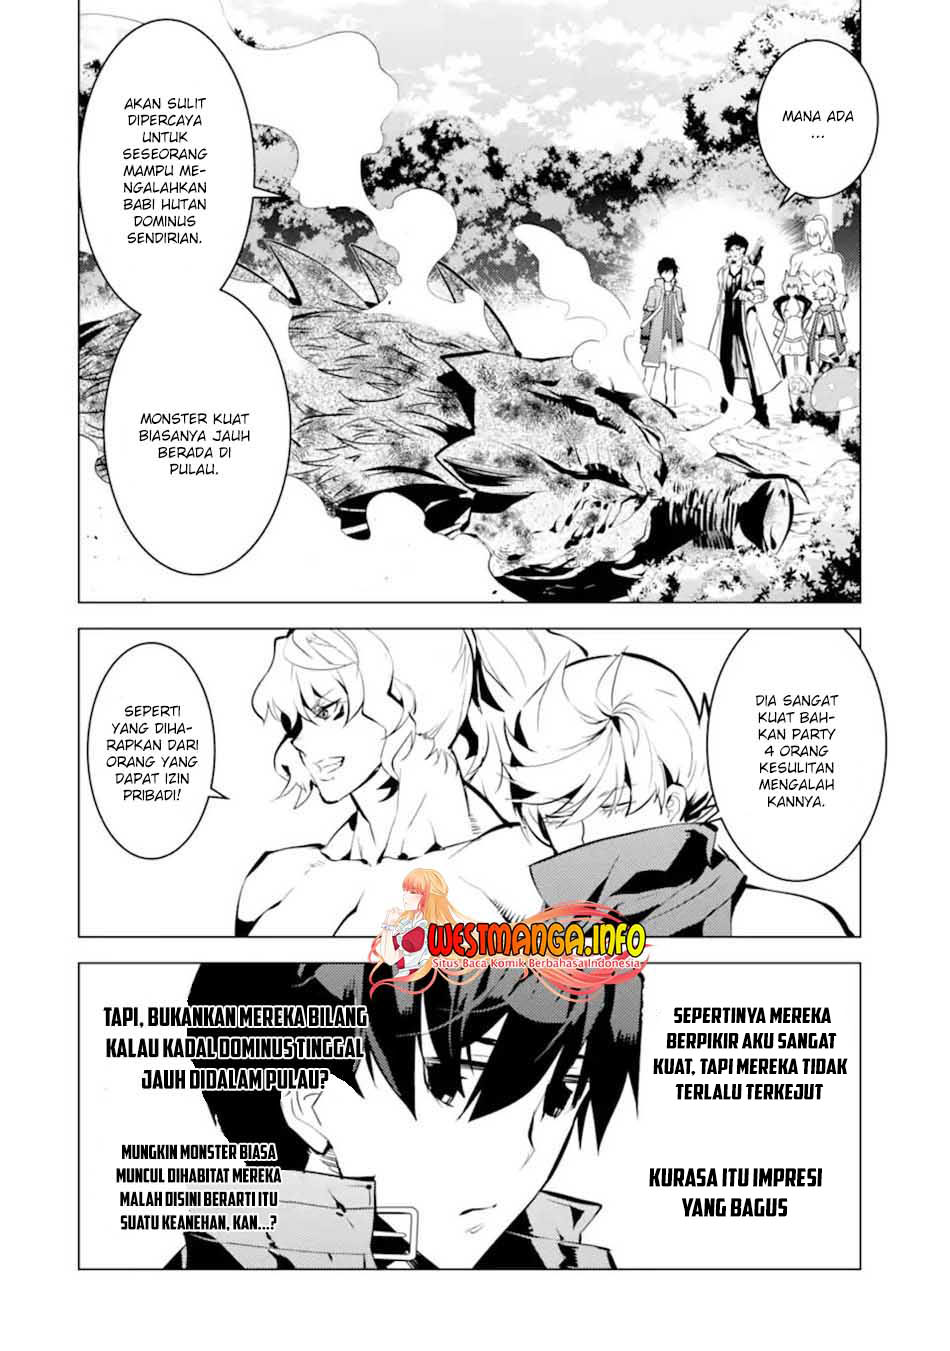 MANA ADA
...
AKAN SULIT
DIPERCAYA
UNTUK
SESEORANG
MAMPU ME-
NGALAHKAN
BABI HUTAN
DOMINUS
SENDIRIAN.
MONSTER KUAT
BIASANYA JAUH
BERADA DI
PULAU.
DIA SANGAT
KUAT BAH-
KAN PARTY
4 ORANG
KESULITAN
MENGALAH
KANNYA.
SEPERTI
YANG DIHA-
RAPKAN DARI
ORANG YANG
DAPAT IZIN
PRIBADI!
WESTMANGA.INFO
Situs Baca Komik Berbahasa Indonesia
SEPERTINYA MEREKA
BERPIKIR AKU SANGAT
KUAT, TAPI MEREKA TIDAK
TERLALU TERKEJUT
KURASA ITU IMPRESI
YANG BAGUS
TAPI, BUKANKAN MEREKA BILANG
KALAU KADAL DOMINUS TINGGAL
JAUH DIDALAM PULAU?
MUNGKIN MONSTER BIASA
MUNCUL DIHABITAT MEREKA
MALAH DISINI BERARTI ITU
SUATU KEANEHAN, KAN...?